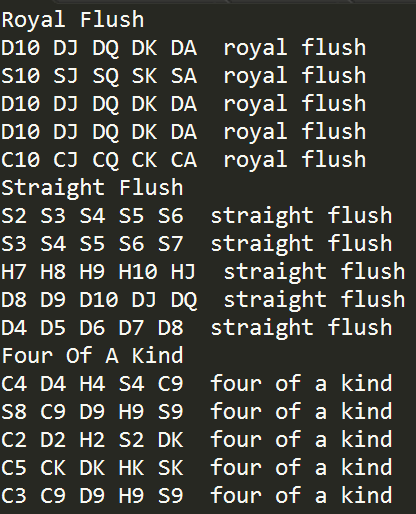 Royal Flush
D10 DJ DQ DK DA  royal flush
S10 SJ SQ SK SA  royal flush
D10 DJ DQ DK DA  royal flush
D10 DJ DQ DK DA  royal flush
C10 CJ CQ CK CA  royal flush
Straight Flush
S2 S3 S4 S5 S6  straight flush
S3 S4 S5 S6 S7  straight flush
H7 H8 H9 H10 HJ  straight flush
D8 D9 D10 DJ DQ  straight flush
D4 D5 D6 D7 D8  straight flush
Four Of A Kind
C4 D4 H4 S4 C9  four of a kind
S8 C9 D9 H9 S9  four of a kind
C2 D2 H2 S2 DK  four of a kind
C5 CK DK HK SK  four of a kind
C3 C9 D9 H9 S9  four of a kind